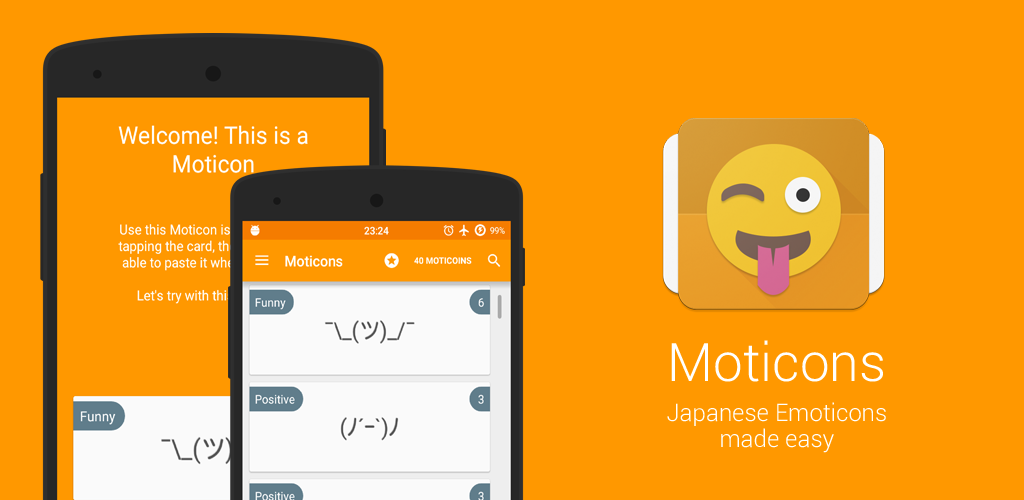 Welcome! This is a
Moticon
Use this Moticon is
tapping the card, the
able to paste it whe
Let's try with thi
Funny
¯\_(ツ)
23:24
99%
Moticons
40 MOTICOINS
Funny
6
¯\_(ツ)_/¯
Positive
3
(ﾉ´ｰ`)ﾉ
Positive
3
Moticons
Japanese Emoticons
made easy